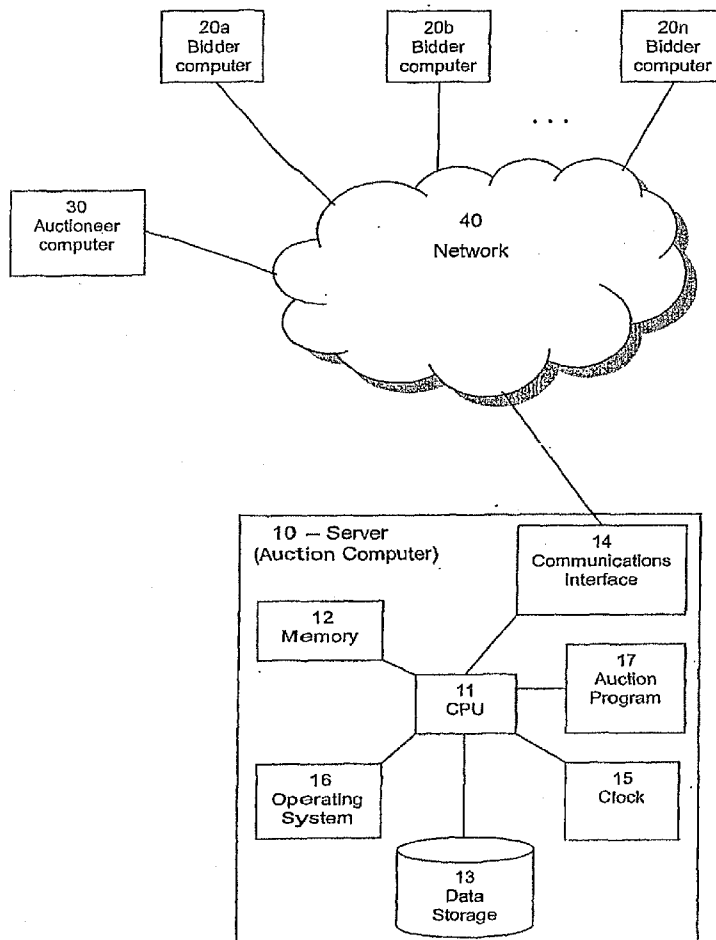 20a
Bidder
computer
20b
Bidder
computer
20n
Bidder
computer
. . .
30
Auctioneer
computer
40
Network
10 – Server
(Auction Computer)
14
Communications
Interface
12
Memory
17
Auction
Program
11
CPU
16
Operating
System
15
Clock
13
Data
Storage